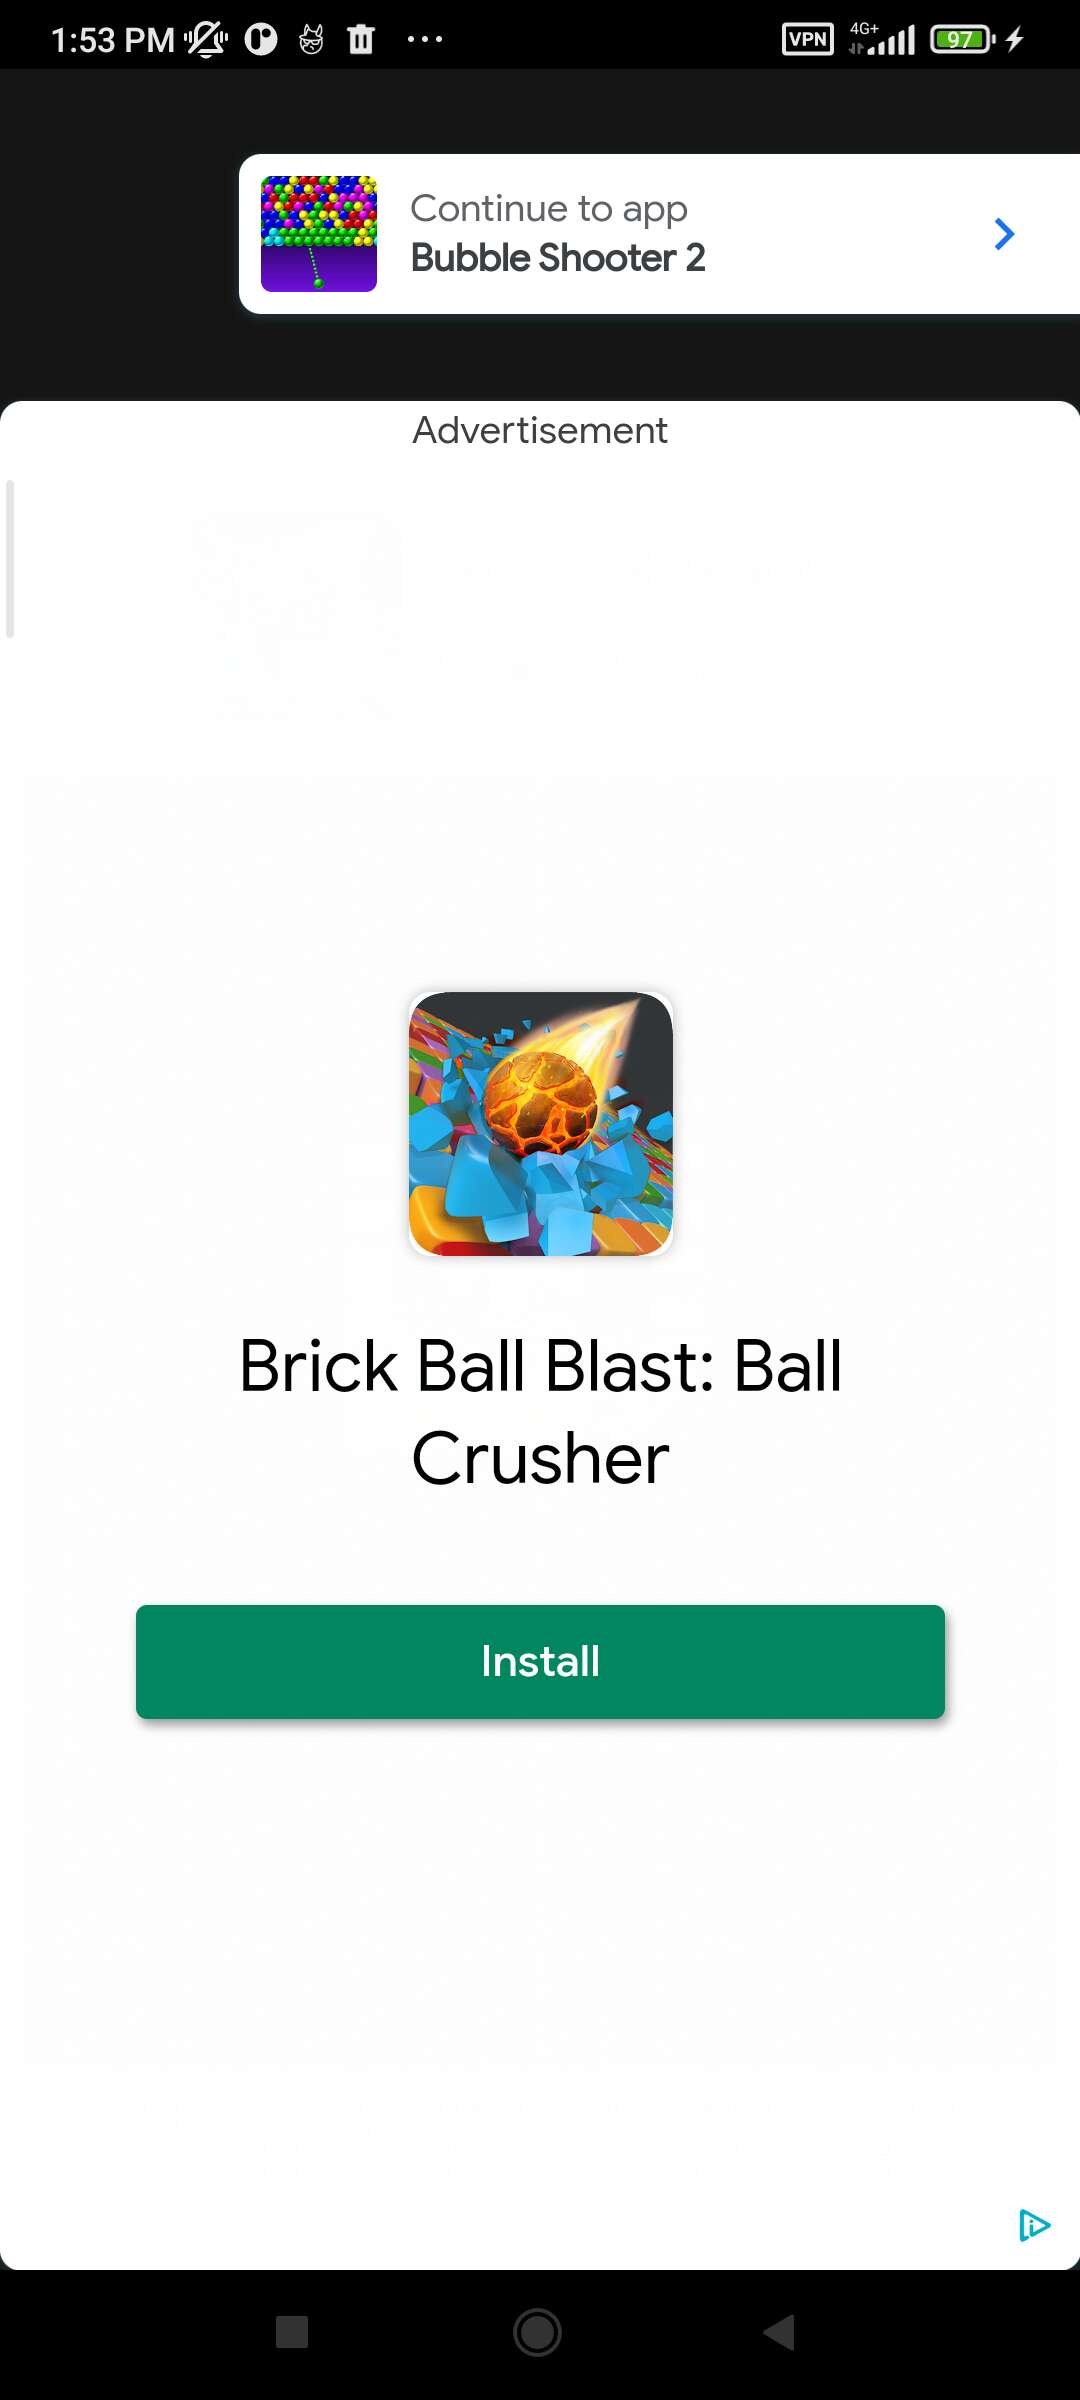 1:53 PM
VPN
4G+
97
Continue to app
Bubble Shooter 2
Advertisement
Brick Ball Blast: Ball
Crusher
Install